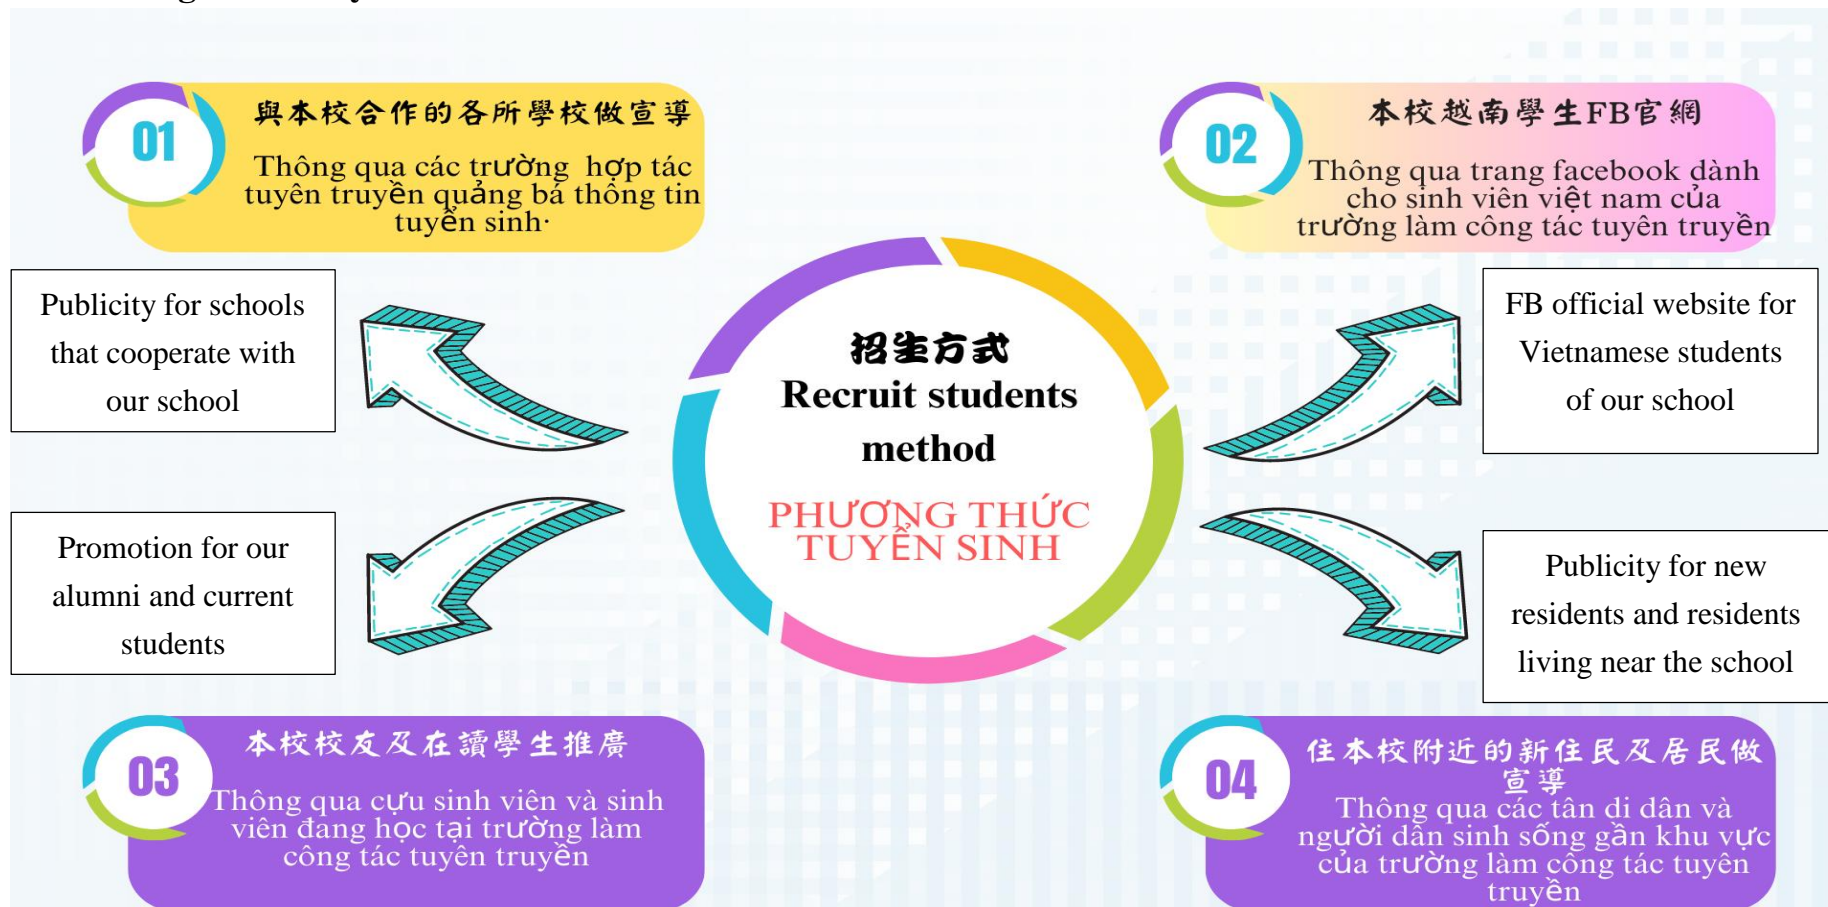 01
與本校合作的各所學校做宣導
Thông qua các trường hợp tác
tuyên truyền quảng bá thông tin
tuyển sinh·
02
本校越南學生FB官網
Thông qua trang facebook dành
cho sinh viên việt nam của
trường làm công tác tuyên truyền
Publicity for schools
that cooperate with
our school
FB official website for
Vietnamese students
of our school
招生方式
Recruit students
method
PHƯƠNG THỨC
TUYỂN SINH
Promotion for our
alumni and current
students
Publicity for new
residents and residents
living near the school
03
本校校友及在讀學生推廣
Thông qua cựu sinh viên và sinh
viên đang học tại trường làm
công tác tuyên truyền
04
住本校附近的新住民及居民做
宣導
Thông qua các tân di dân và
người dân sinh sống gần khu vực
của trường làm công tác tuyên
truyền